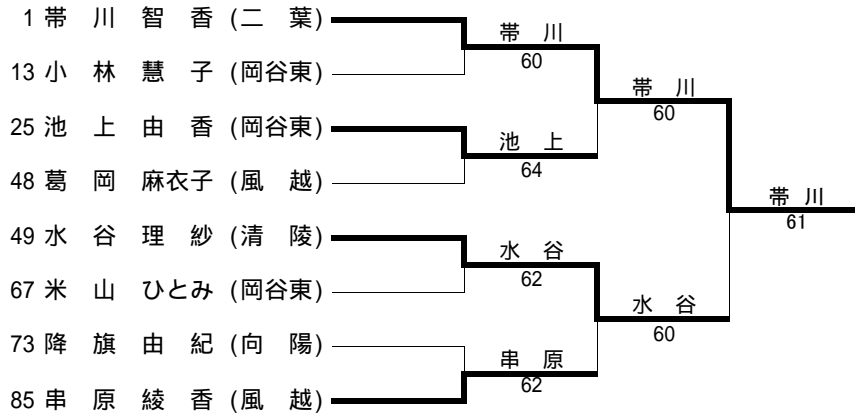 1 帯 川 智 香 (二 葉)
帯 川
60
13 小 林 慧 子 (岡谷東)
帯 川
60
25 池 上 由 香 (岡谷東)
池 上
64
48 葛 岡 麻衣子 (風 越)
帯 川
61
49 水 谷 理 紗 (清 陵)
水 谷
62
67 米 山 ひとみ (岡谷東)
水 谷
60
73 降 旗 由 紀 (向 陽)
串 原
62
85 串 原 綾 香 (風 越)